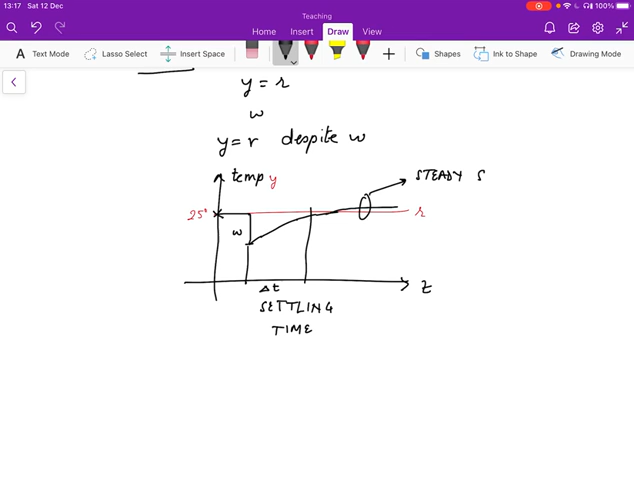 13:17 Sat 12 Dec
100%
Teaching
Home Insert Draw View
A Text Mode Lasso Select Insert Space Shapes Ink to Shape Drawing Mode
y = r
w
y = r despite w
temp y
STEADY S
25°
r
w
Δt
t
SETTLING
TIME